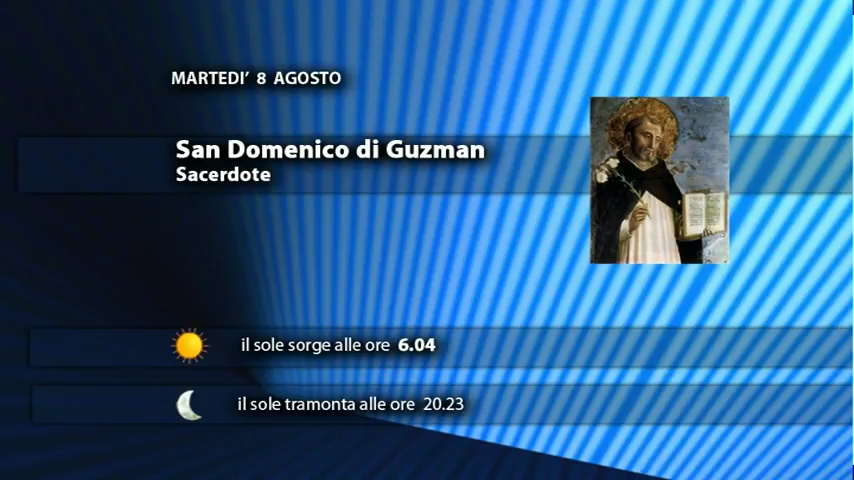 MARTEDI' 8 AGOSTO
San Domenico di Guzman
Sacerdote
il sole sorge alle ore 6.04
il sole tramonta alle ore 20.23